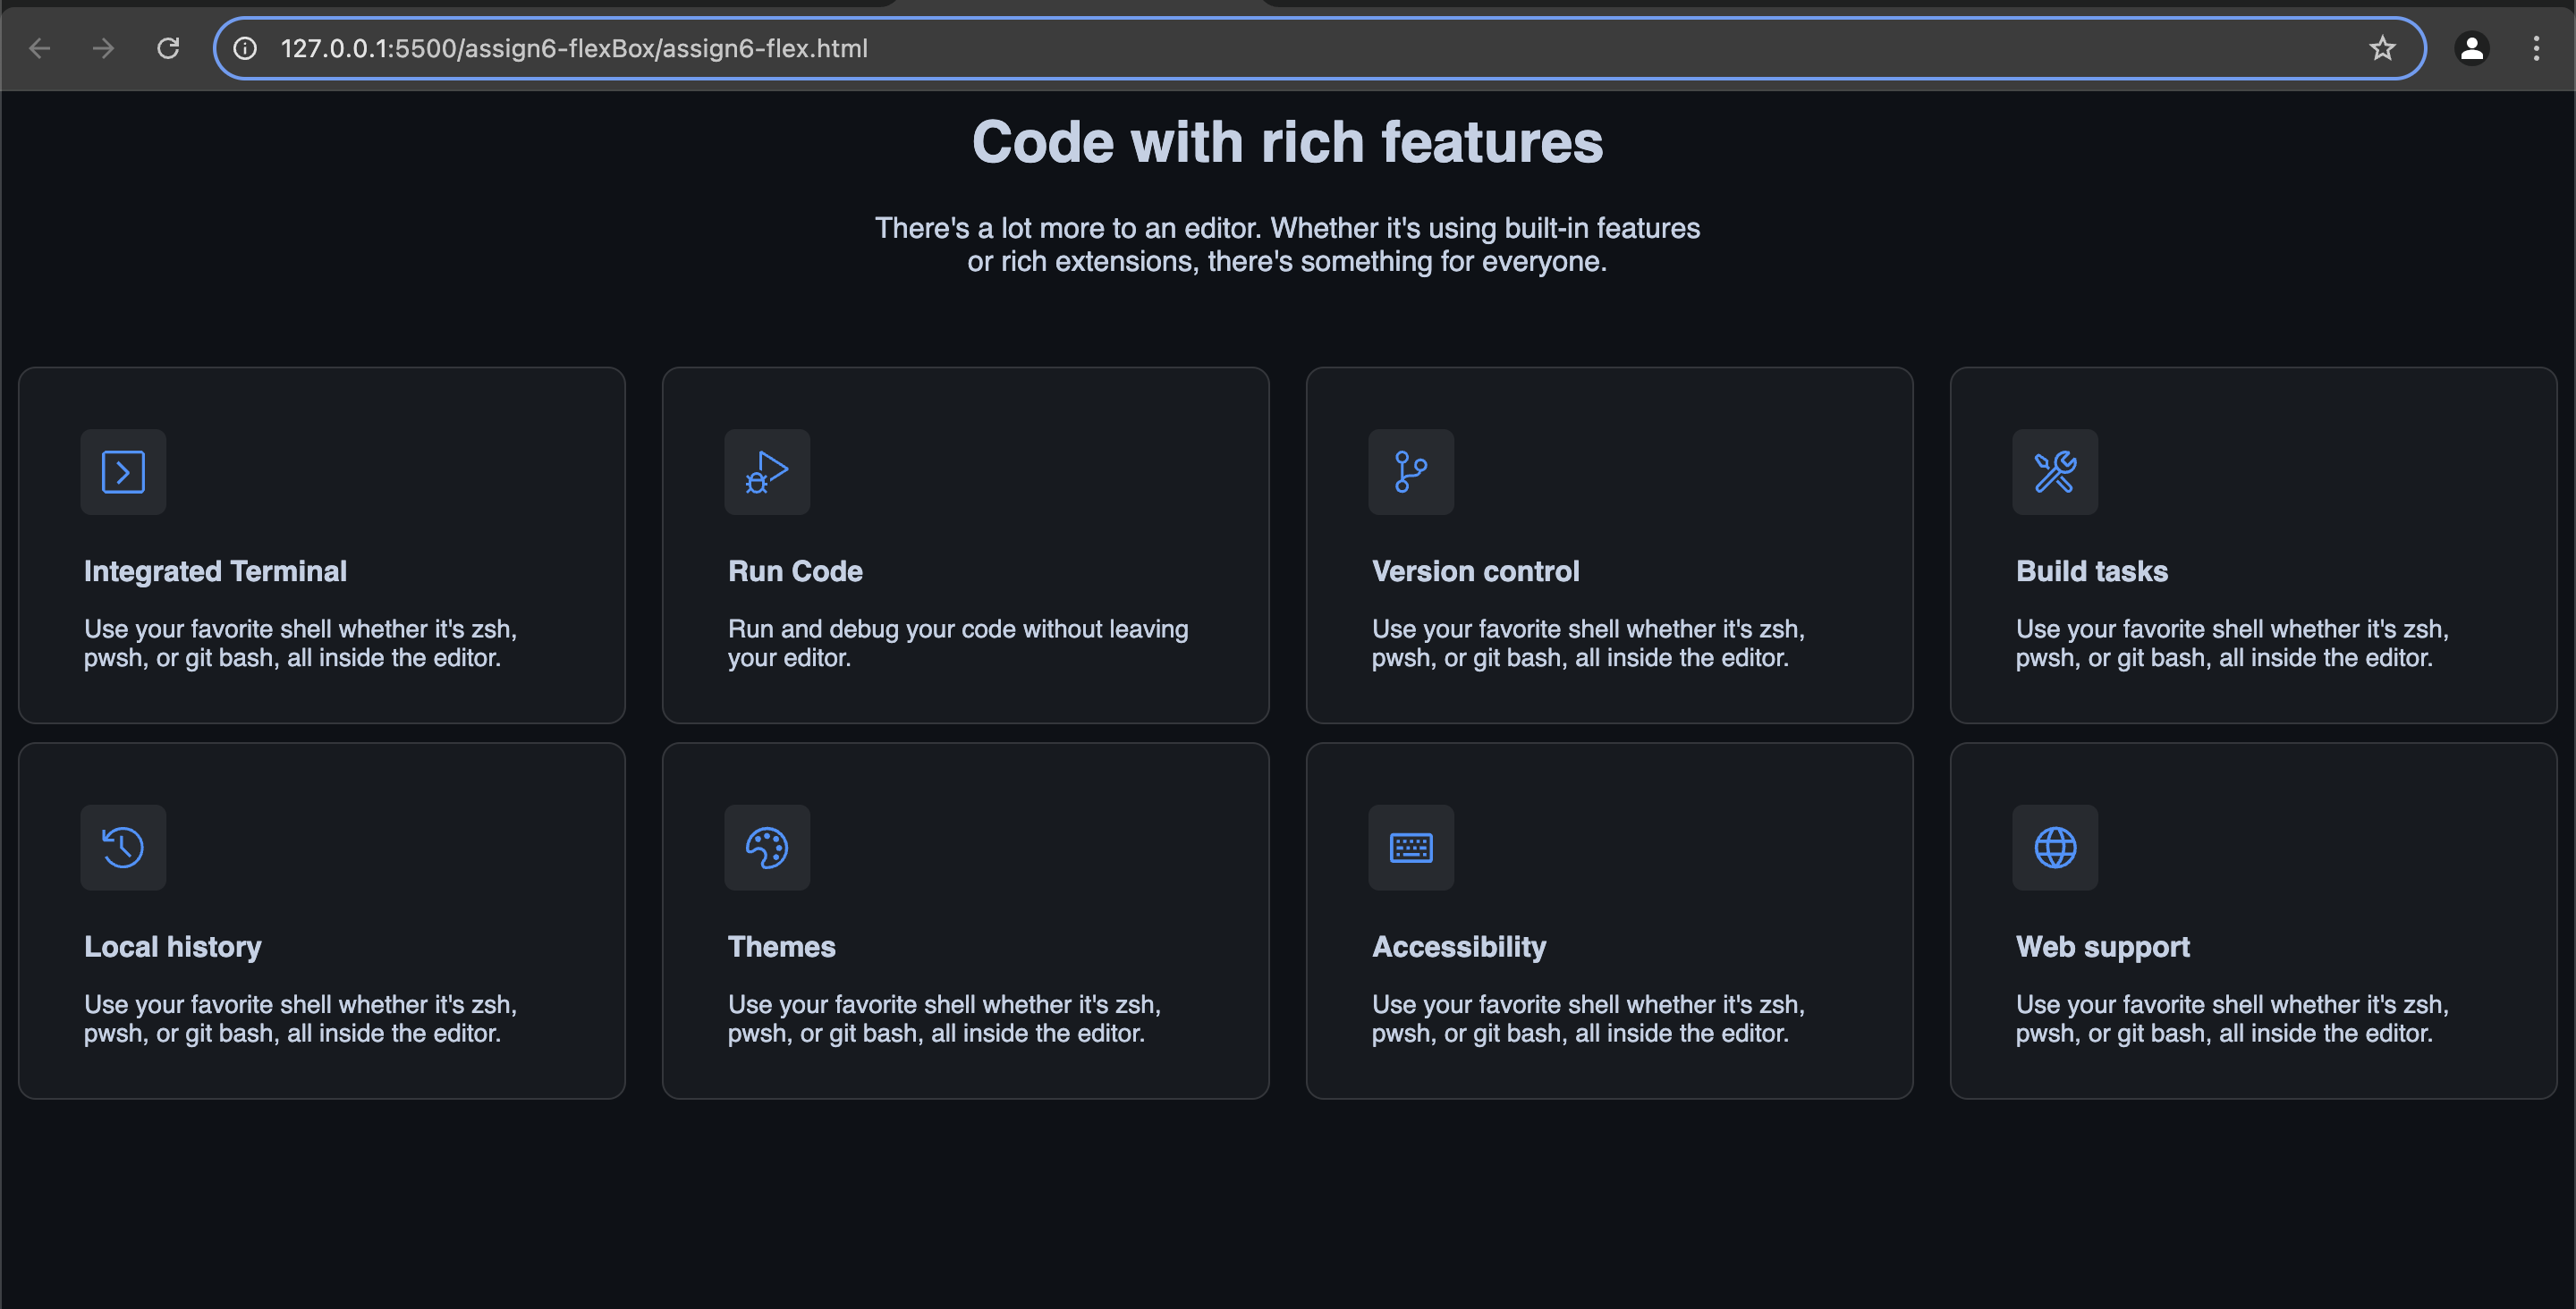 127.0.0.1:5500/assign6-flexBox/assign6-flex.html
Code with rich features
There's a lot more to an editor. Whether it's using built-in features
or rich extensions, there's something for everyone.
Integrated Terminal
Use your favorite shell whether it's zsh,
pwsh, or git bash, all inside the editor.
Run Code
Run and debug your code without leaving
your editor.
Version control
Use your favorite shell whether it's zsh,
pwsh, or git bash, all inside the editor.
Build tasks
Use your favorite shell whether it's zsh,
pwsh, or git bash, all inside the editor.
Local history
Use your favorite shell whether it's zsh,
pwsh, or git bash, all inside the editor.
Themes
Use your favorite shell whether it's zsh,
pwsh, or git bash, all inside the editor.
Accessibility
Use your favorite shell whether it's zsh,
pwsh, or git bash, all inside the editor.
Web support
Use your favorite shell whether it's zsh,
pwsh, or git bash, all inside the editor.